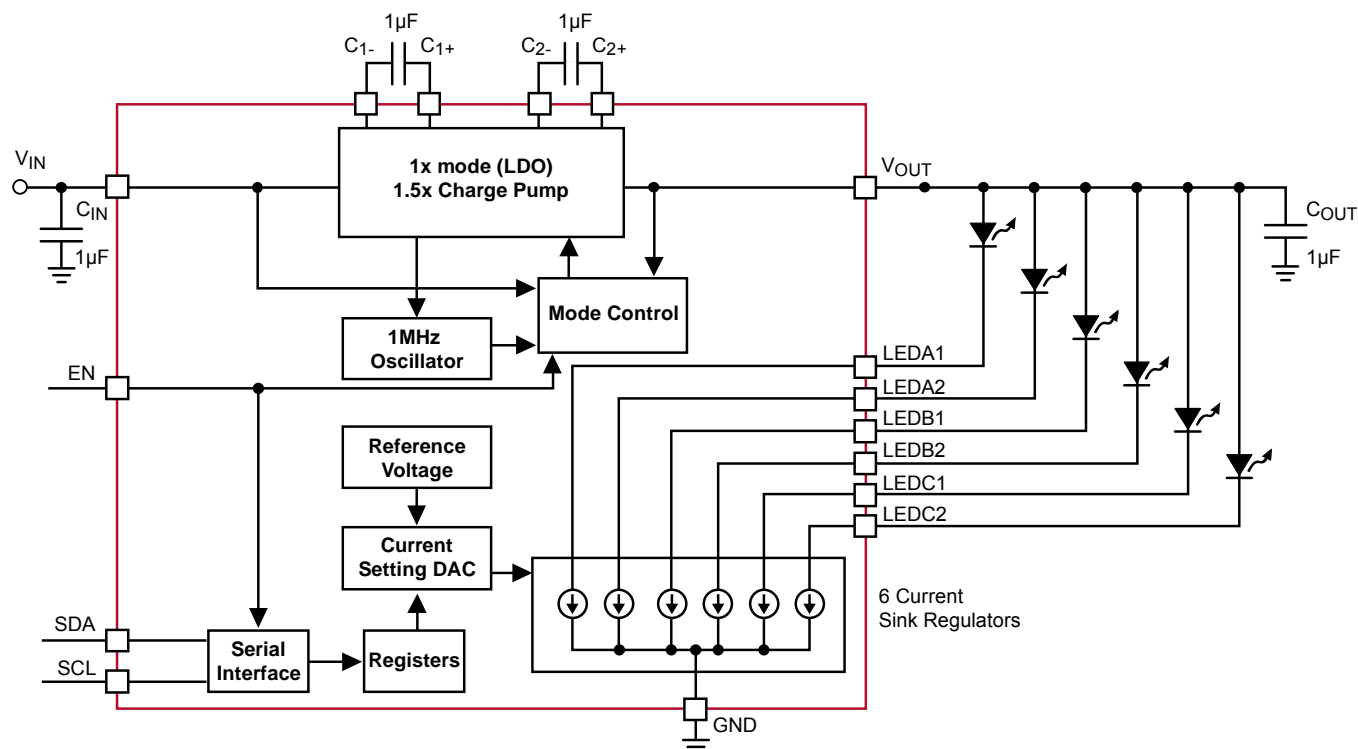 1µF
1µF
C1-
C1+
C2-
C2+
VIN
1x mode (LDO)
1.5x Charge Pump
VOUT
CIN
1µF
COUT
1µF
Mode Control
1MHz
Oscillator
EN
LEDA1
LEDA2
LEDB1
LEDB2
LEDC1
LEDC2
Reference
Voltage
Current
Setting DAC
6 Current
Sink Regulators
SDA
SCL
Serial
Interface
Registers
GND